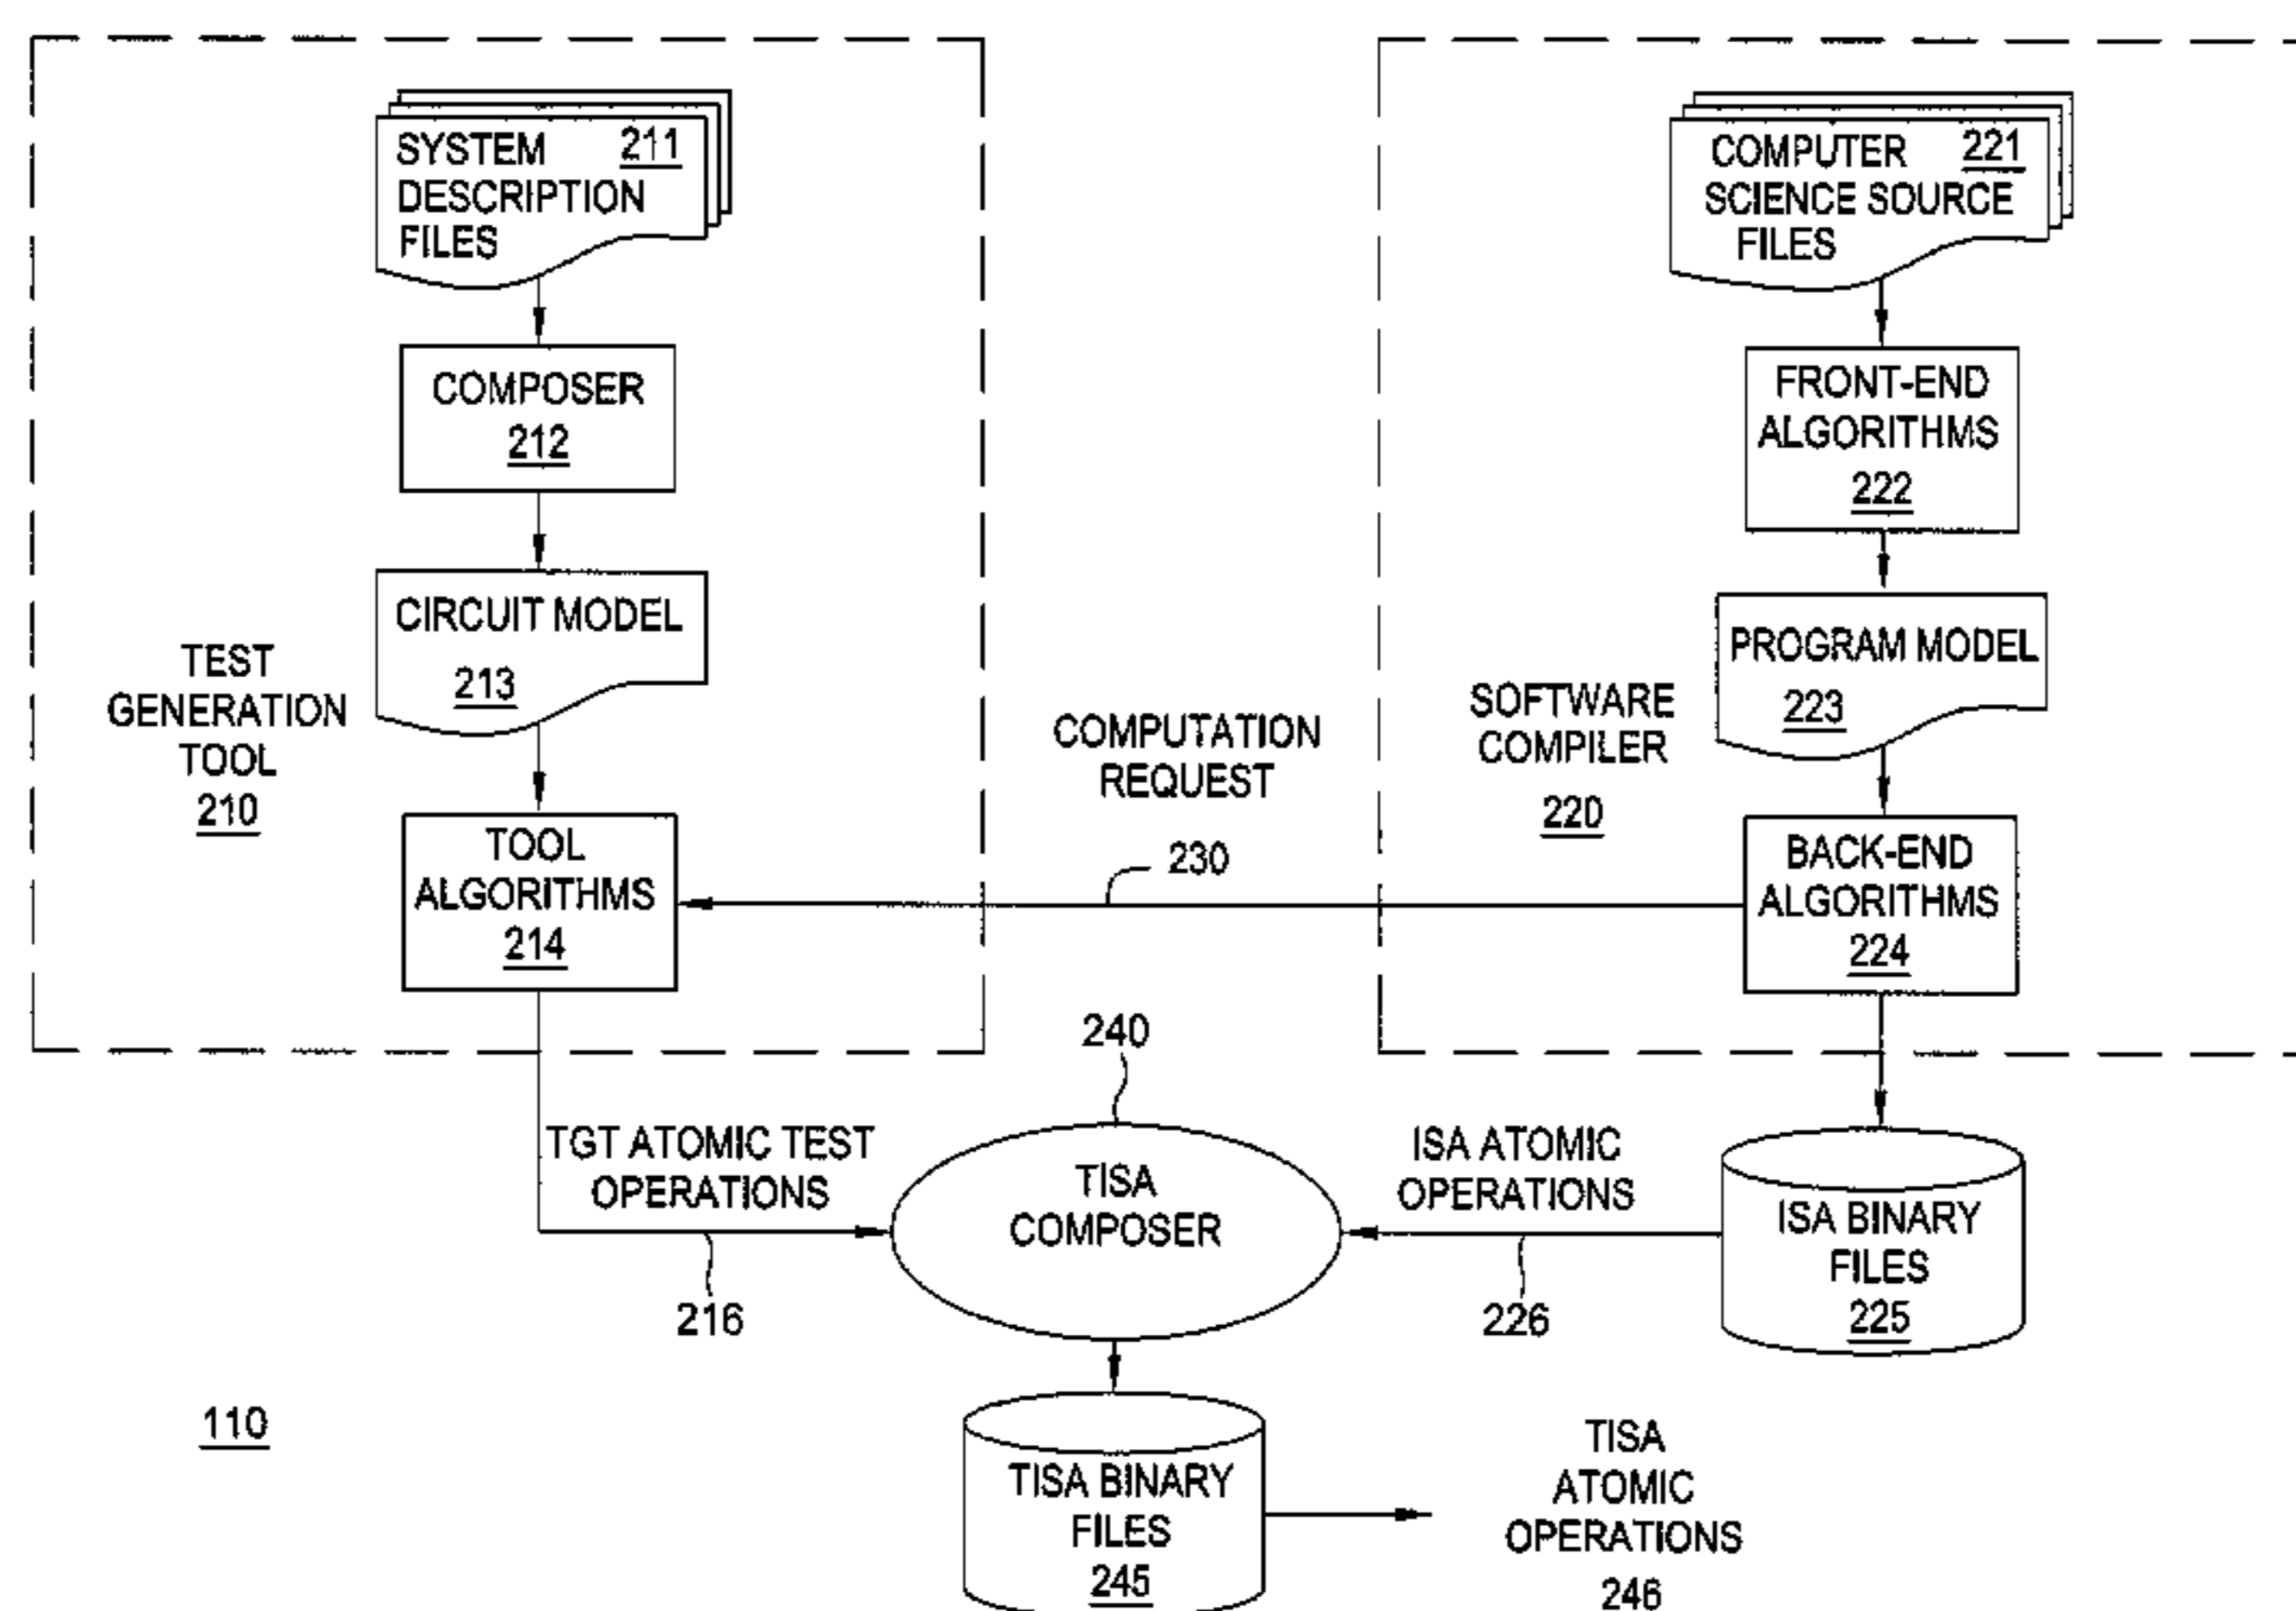 SYSTEM 211
DESCRIPTION
FILES
COMPOSER
212
CIRCUIT MODEL
213
TEST
GENERATION
TOOL
210
TOOL
ALGORITHMS
214
COMPUTATION
REQUEST
230
COMPUTER 221
SCIENCE SOURCE
FILES
FRONT-END
ALGORITHMS
222
PROGRAM MODEL
223
SOFTWARE
COMPILER
220
BACK-END
ALGORITHMS
224
240
TGT ATOMIC TEST
OPERATIONS
216
TISA
COMPOSER
ISA ATOMIC
OPERATIONS
226
ISA BINARY
FILES
225
110
TISA BINARY
FILES
245
TISA
ATOMIC
OPERATIONS
246